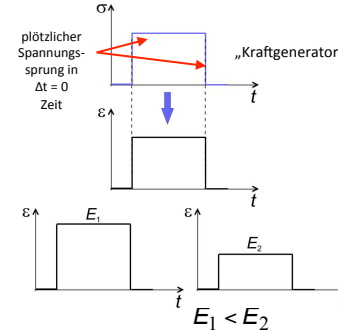 σ
plötzlicher
Spannungs-
sprung in
Δt = 0
Zeit
„Kraftgenerator
t
ε
t
ε
E₁
t
ε
E₂
t
E₁ < E₂